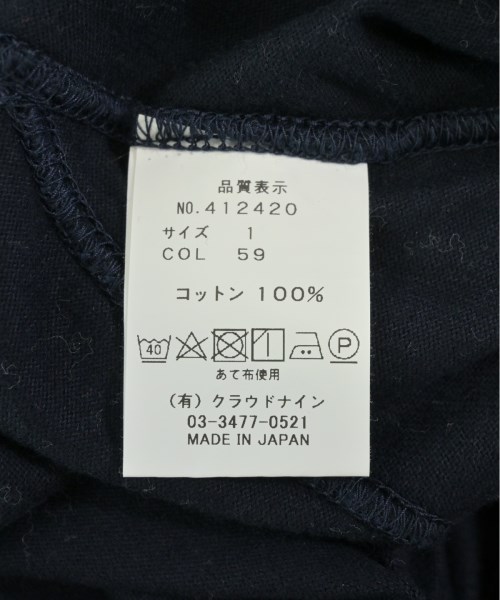 品質表示
NO.412420
サイズ 1
COL 59
コットン 100%
40 P
あて布使用
(有) クラウドナイン
03-3477-0521
MADE IN JAPAN